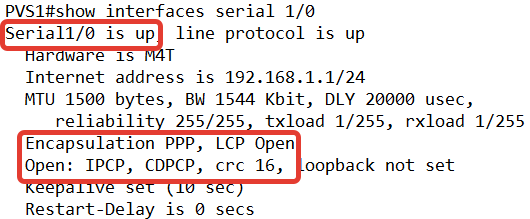 PVS1#show interfaces serial 1/0
Serial1/0 is up, line protocol is up
Hardware is M4T
Internet address is 192.168.1.1/24
MTU 1500 bytes, BW 1544 Kbit, DLY 20000 usec,
reliability 255/255, txload 1/255, rxload 1/255
Encapsulation PPP, LCP Open
Open: IPCP, CDPCP, crc 16, loopback not set
Keepalive set (10 sec)
Restart-Delay is 0 secs